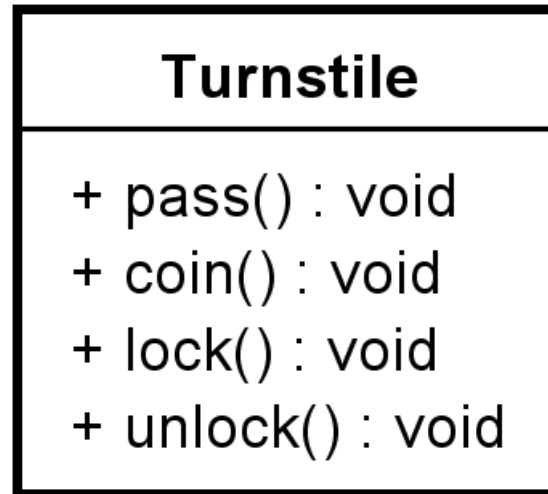 Turnstile
+ pass() : void
+ coin() : void
+ lock() : void
+ unlock() : void